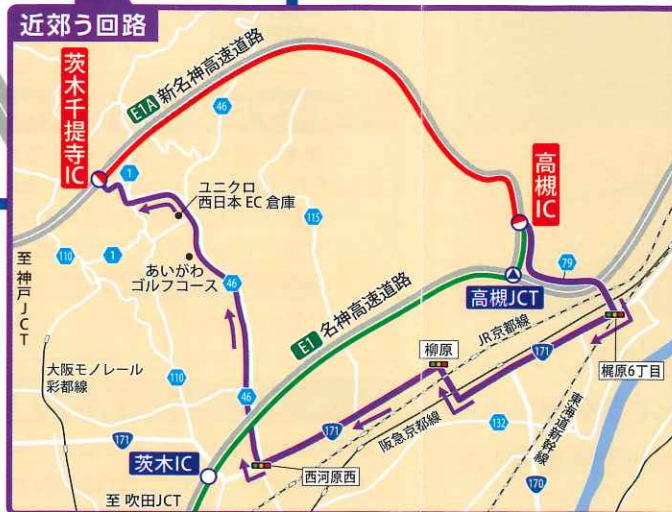 近郊う回路
茨木千提寺IC
E1A 新名神高速道路
46
1
ユニクロ
西日本 EC 倉庫
115
高槻IC
110
1
あいがわ
ゴルフコース
46
79
至 神戸JCT
E1 名神高速道路
高槻JCT
JR京都線
柳原
171
梶原6丁目
大阪モノレール
彩都線
110
46
阪急京都線
東海道新幹線
171
171
132
茨木IC
西河原西
170
至 吹田JCT